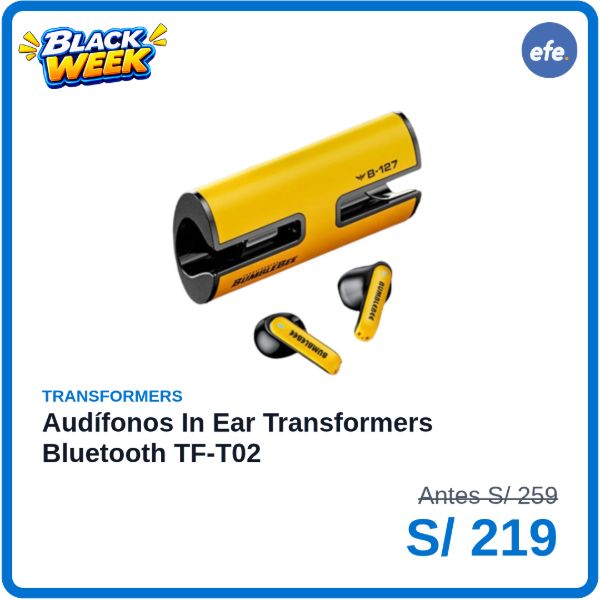 BLACK
WEEK
efe.
B-127
BUMBLEBEE
BUMBLEBEE
BUMBLEBEE
TRANSFORMERS
Audífonos In Ear Transformers
Bluetooth TF-T02
Antes S/ 259
S/ 219